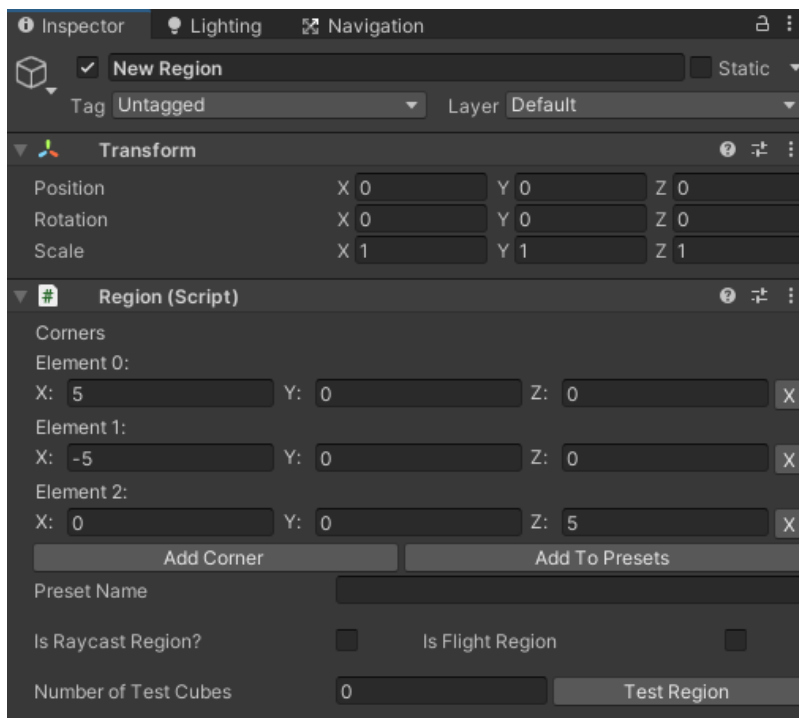 Inspector Lighting Navigation
New Region Static
Tag Untagged Layer Default
Transform
Position X 0 Y 0 Z 0
Rotation X 0 Y 0 Z 0
Scale X 1 Y 1 Z 1
# Region (Script)
Corners
Element 0:
X: 5 Y: 0 Z: 0 X
Element 1:
X: -5 Y: 0 Z: 0 X
Element 2:
X: 0 Y: 0 Z: 5 X
Add Corner Add To Presets
Preset Name
Is Raycast Region? Is Flight Region
Number of Test Cubes 0 Test Region